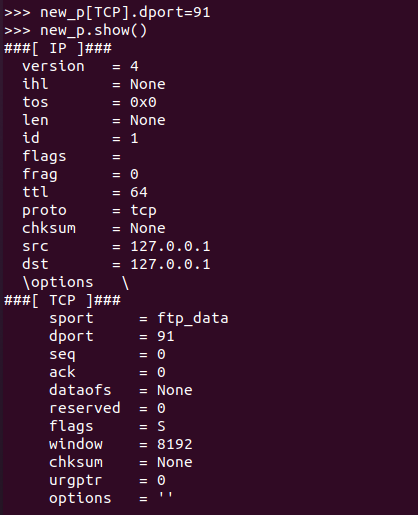 >>> new_p[TCP].dport=91
>>> new_p.show()
###[ IP ]###
  version   = 4
  ihl       = None
  tos       = 0x0
  len       = None
  id        = 1
  flags     =
  frag      = 0
  ttl       = 64
  proto     = tcp
  chksum    = None
  src       = 127.0.0.1
  dst       = 127.0.0.1
  \options   \
###[ TCP ]###
     sport     = ftp_data
     dport     = 91
     seq       = 0
     ack       = 0
     dataofs   = None
     reserved  = 0
     flags     = S
     window    = 8192
     chksum    = None
     urgptr    = 0
     options   = ''